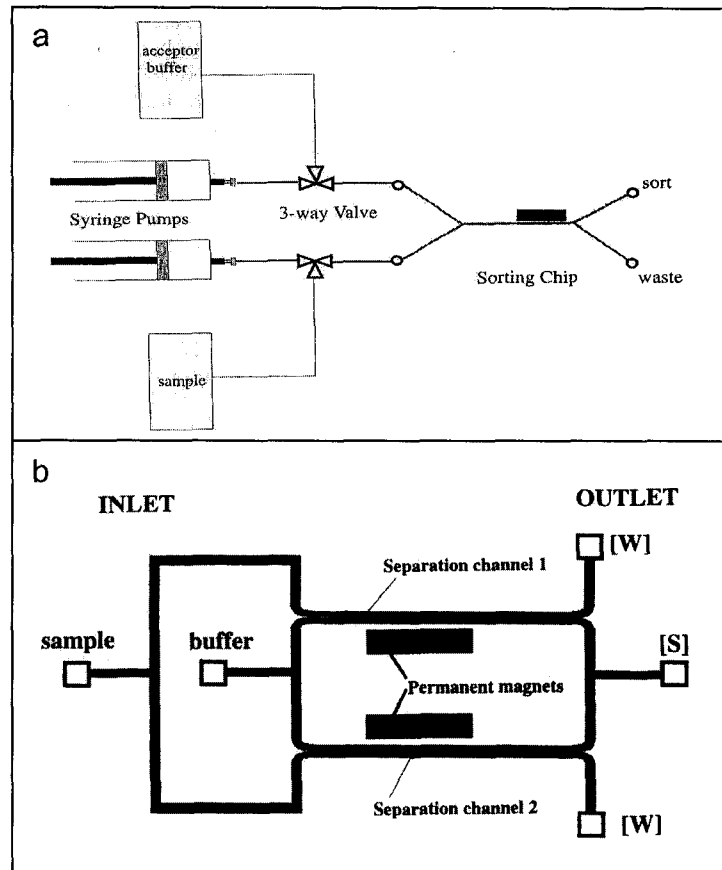 a
acceptor
buffer
sort
Syringe Pumps
3-way Valve
Sorting Chip
waste
sample
b
INLET
OUTLET
[W]
Separation channel 1
sample
buffer
[S]
Permanent magnets
Separation channel 2
[W]